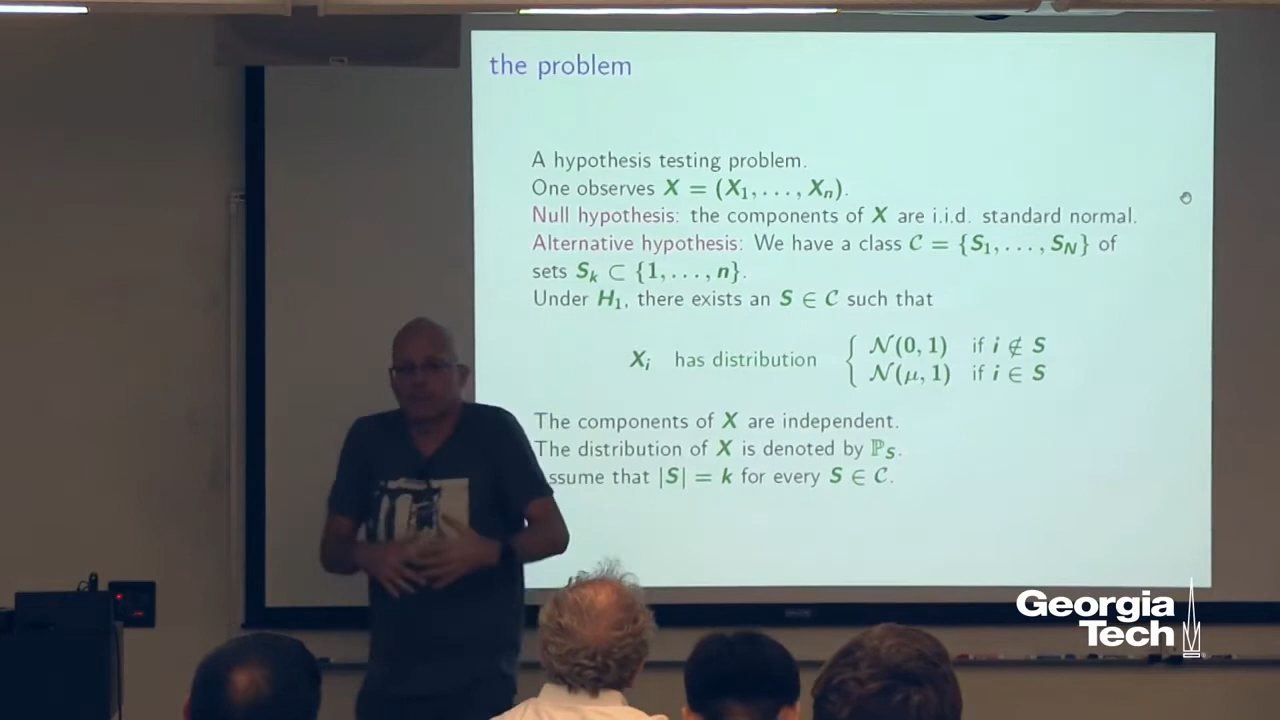 the problem
A hypothesis testing problem.
One observes X = (X₁, . . . , Xₙ).
Null hypothesis: the components of X are i.i.d. standard normal.
Alternative hypothesis: We have a class 𝒞 = {S₁, . . . , S_N} of
sets Sₖ ⊂ {1, . . . , n}.
Under H₁, there exists an S ∈ 𝒞 such that
Xᵢ has distribution { 𝒩(0, 1) if i ∉ S
𝒩(μ, 1) if i ∈ S
The components of X are independent.
The distribution of X is denoted by ℙ_S.
ssume that |S| = k for every S ∈ 𝒞.
Georgia
Tech